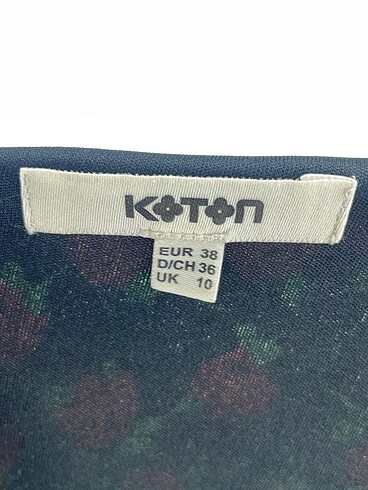 KOTON
EUR 38
D/CH 36
UK 10